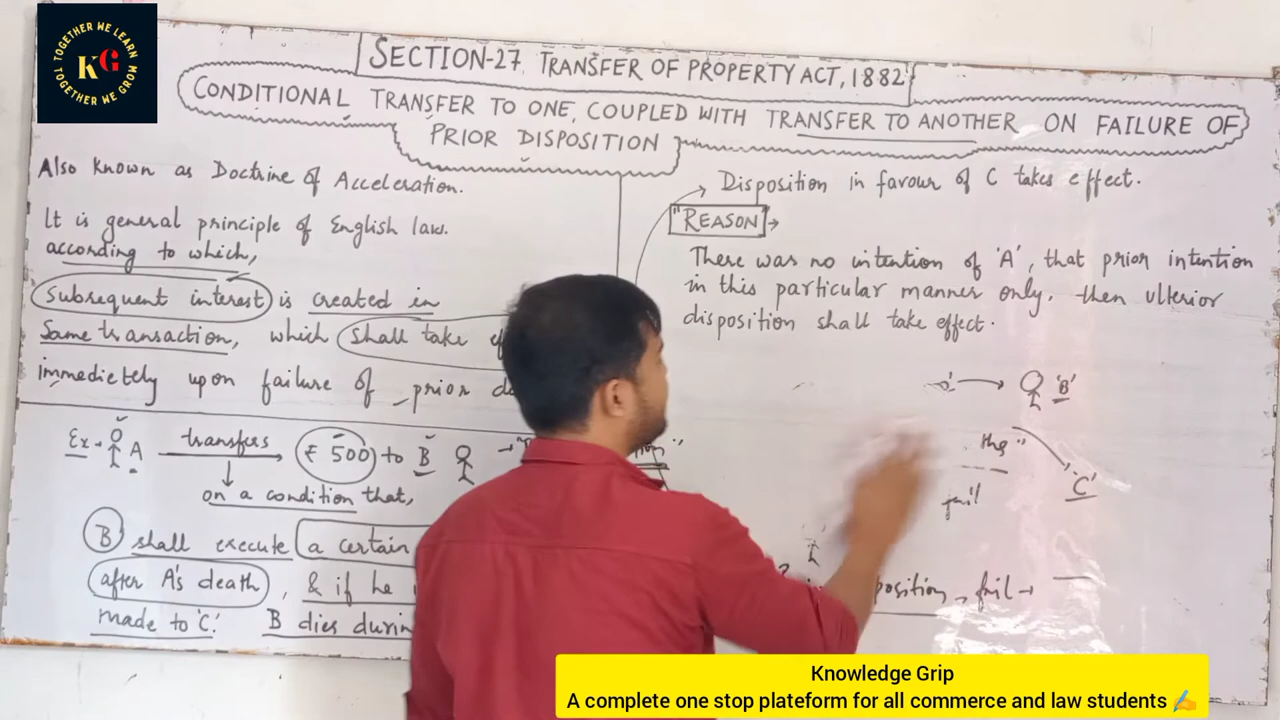 TOGETHER WE LEARN
KG
TOGETHER WE GROW
SECTION-27, TRANSFER OF PROPERTY ACT, 1882
CONDITIONAL TRANSFER TO ONE, COUPLED WITH TRANSFER TO ANOTHER ON FAILURE OF
PRIOR DISPOSITION
Also known as Doctrine of Acceleration.
It is general principle of English law.
according to which,
Subsequent interest is created in
Same transaction, which shall take
immedietely upon failure of prior
Ex- A transfers ₹ 500 to B →
on a condition that,
B shall execute a certain
after A's death, & if he
made to 'C'. B dies
→ Disposition in favour of C takes effect.
"REASON" →
There was no intention of 'A', that prior intention
in this particular manner only, then ulterior
disposition shall take effect.
→ 'B'
fail 'C'
fail →
Knowledge Grip
A complete one stop plateform for all commerce and law students ✍️